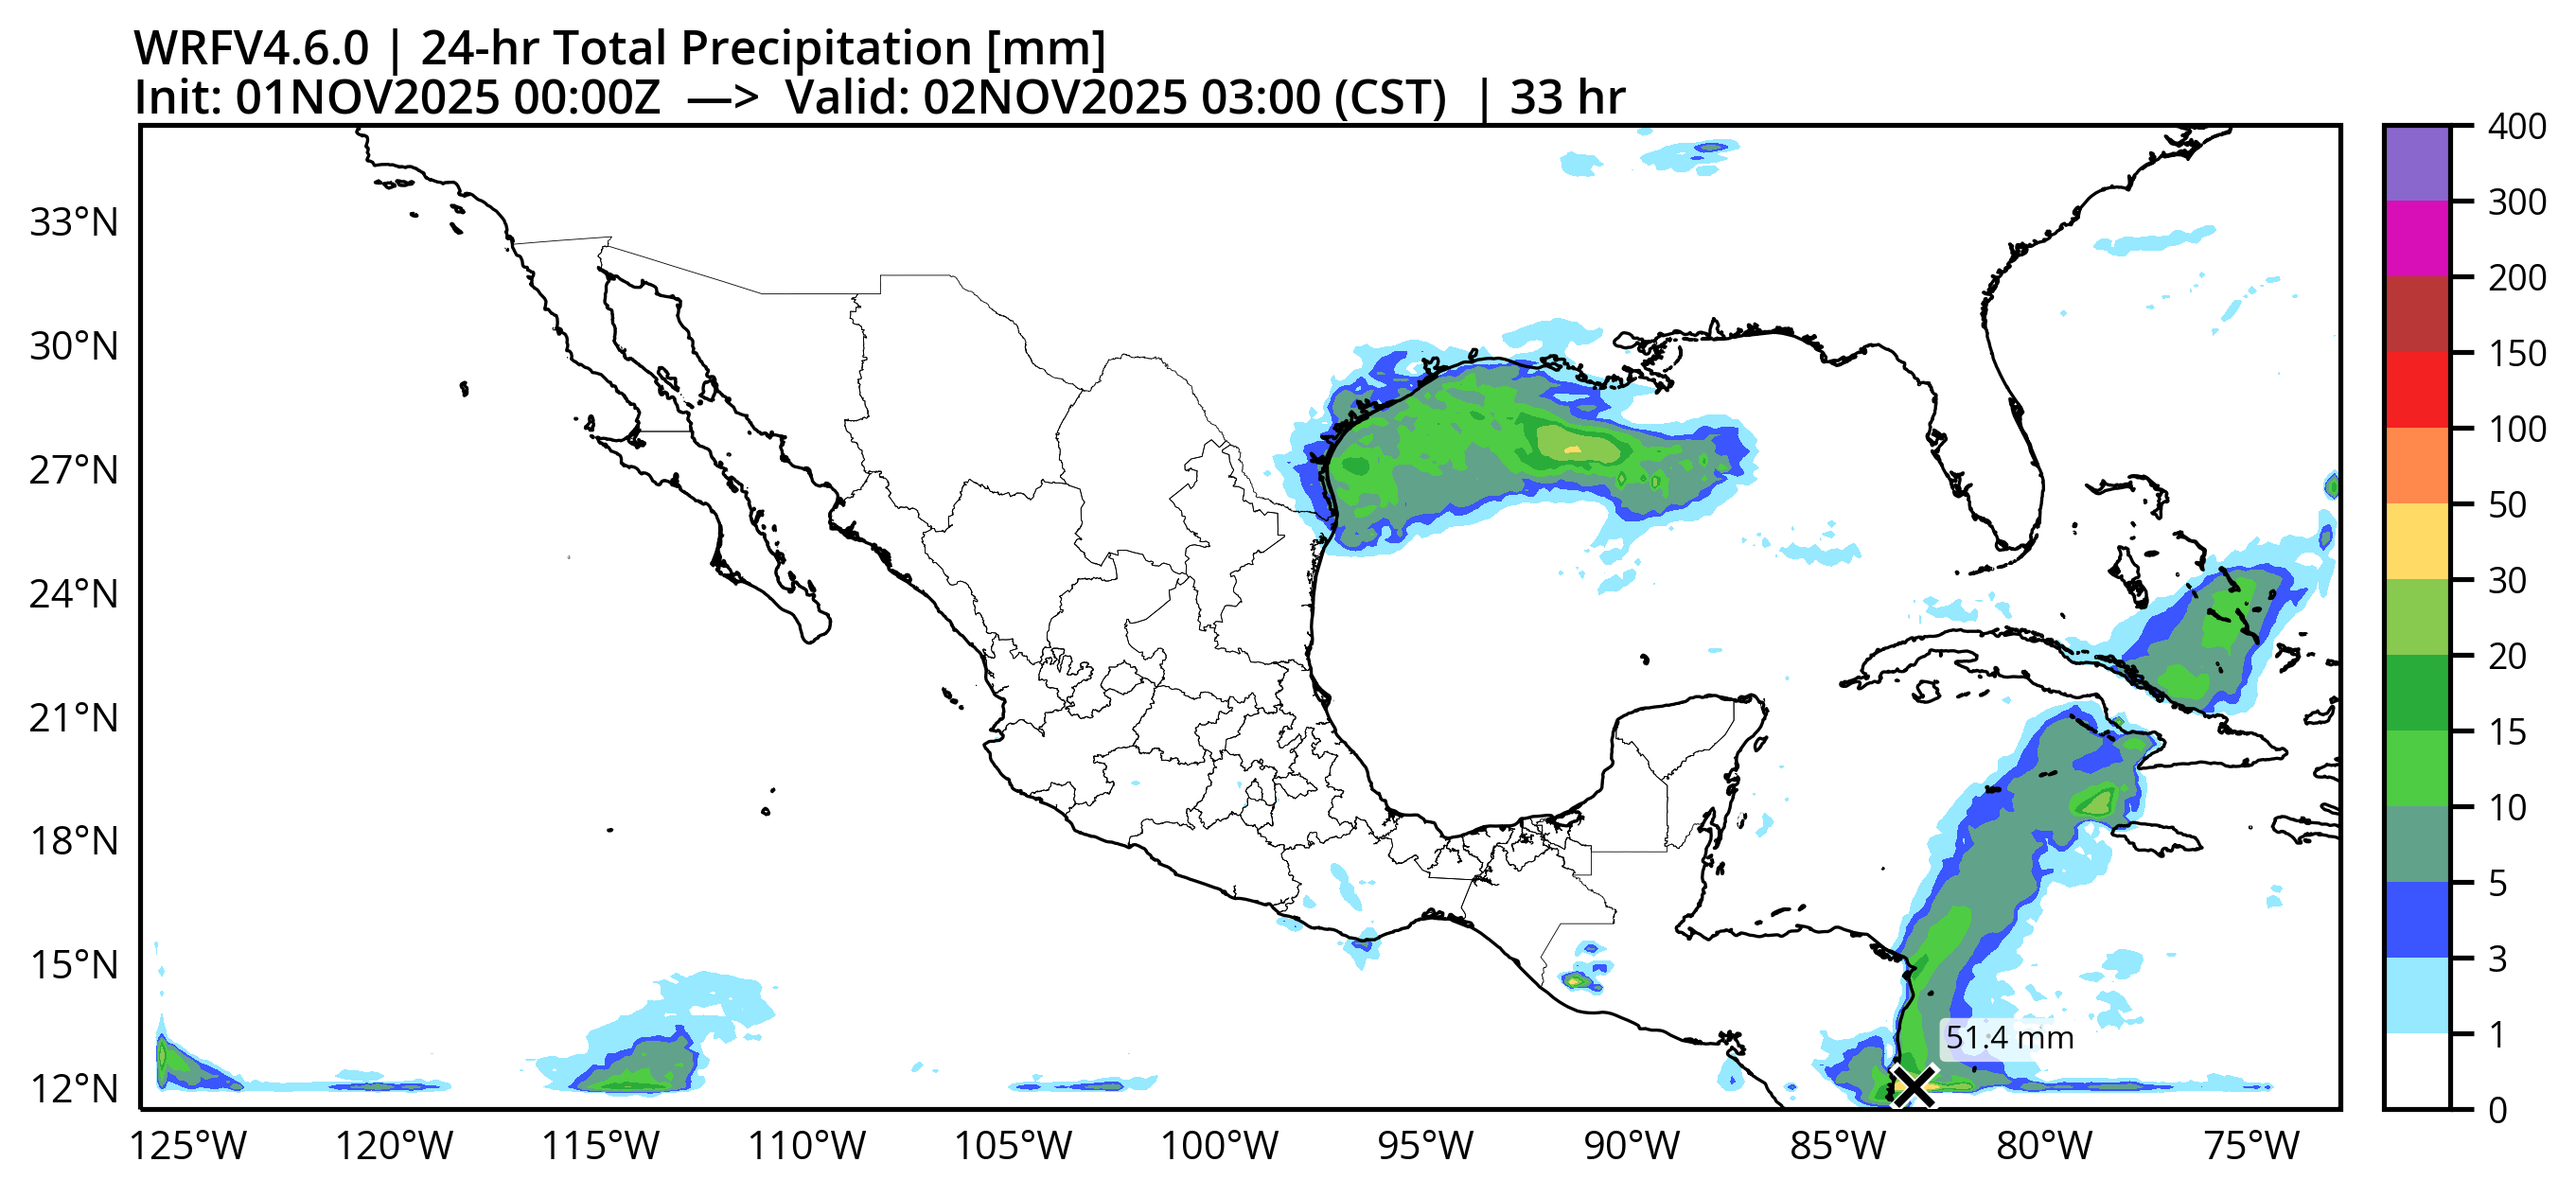 WRFV4.6.0 | 24-hr Total Precipitation [mm]
Init: 01NOV2025 00:00Z —> Valid: 02NOV2025 03:00 (CST) | 33 hr
33°N
30°N
27°N
24°N
21°N
18°N
15°N
12°N
51.4 mm
125°W 120°W 115°W 110°W 105°W 100°W 95°W 90°W 85°W 80°W 75°W
400
300
200
150
100
50
30
20
15
10
5
3
1
0